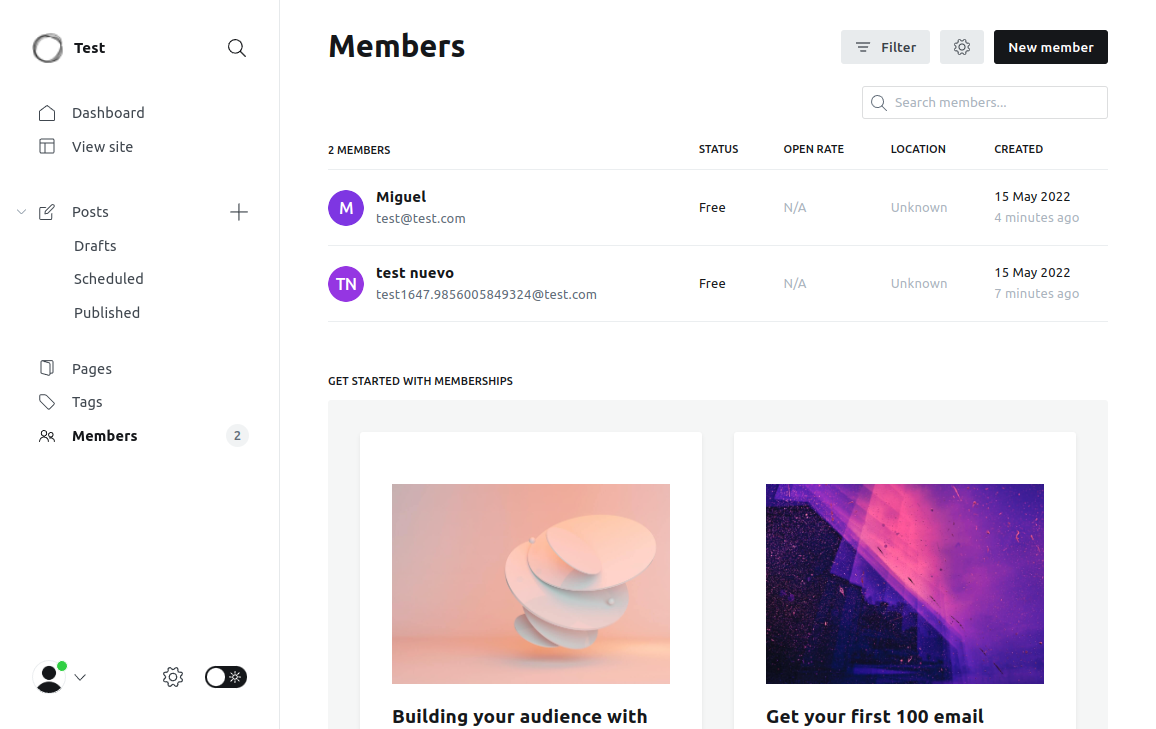 Test
Dashboard
View site
Posts
Drafts
Scheduled
Published
Pages
Tags
Members 2
Members
Filter
New member
Search members...
2 MEMBERS STATUS OPEN RATE LOCATION CREATED
M Miguel
test@test.com
Free N/A Unknown
15 May 2022
4 minutes ago
TN test nuevo
test1647.9856005849324@test.com
Free N/A Unknown
15 May 2022
7 minutes ago
GET STARTED WITH MEMBERSHIPS
Building your audience with
Get your first 100 email